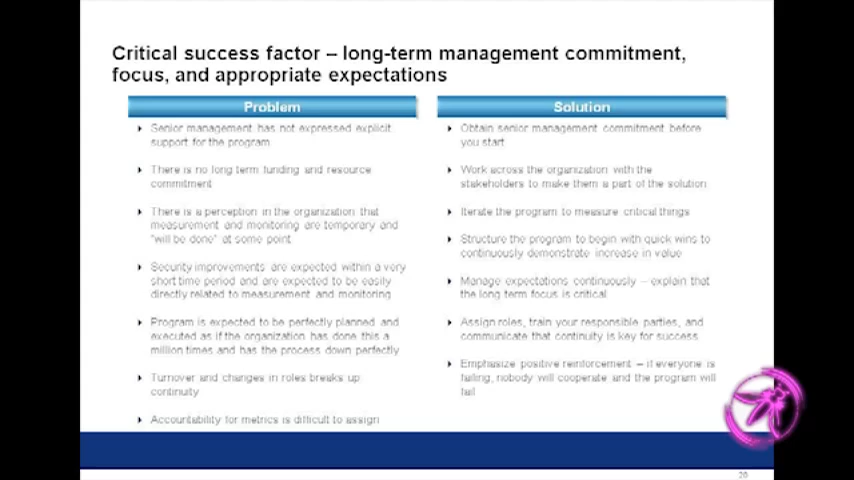 Critical success factor – long-term management commitment,
focus, and appropriate expectations
Problem
Senior management has not expressed explicit
support for the program
There is no long term funding and resource
commitment
There is a perception in the organization that
measurement and monitoring are temporary and
"will be done" at some point
Security improvements are expected within a very
short time period and are expected to be easily
directly related to measurement and monitoring
Program is expected to be perfectly planned and
executed as if the organization has done this a
million times and has the process down perfectly
Turnover and changes in roles breaks up
continuity
Accountability for metrics is difficult to assign
Solution
Obtain senior management commitment before
you start
Work across the organization with the
stakeholders to make them a part of the solution
Iterate the program to measure critical things
Structure the program to begin with quick wins to
continuously demonstrate increase in value
Manage expectations continuously – explain that
the long term focus is critical
Assign roles, train your responsible parties, and
communicate that continuity is key for success
Emphasize positive reinforcement – if everyone is
failing, nobody will cooperate and the program will
fail
20